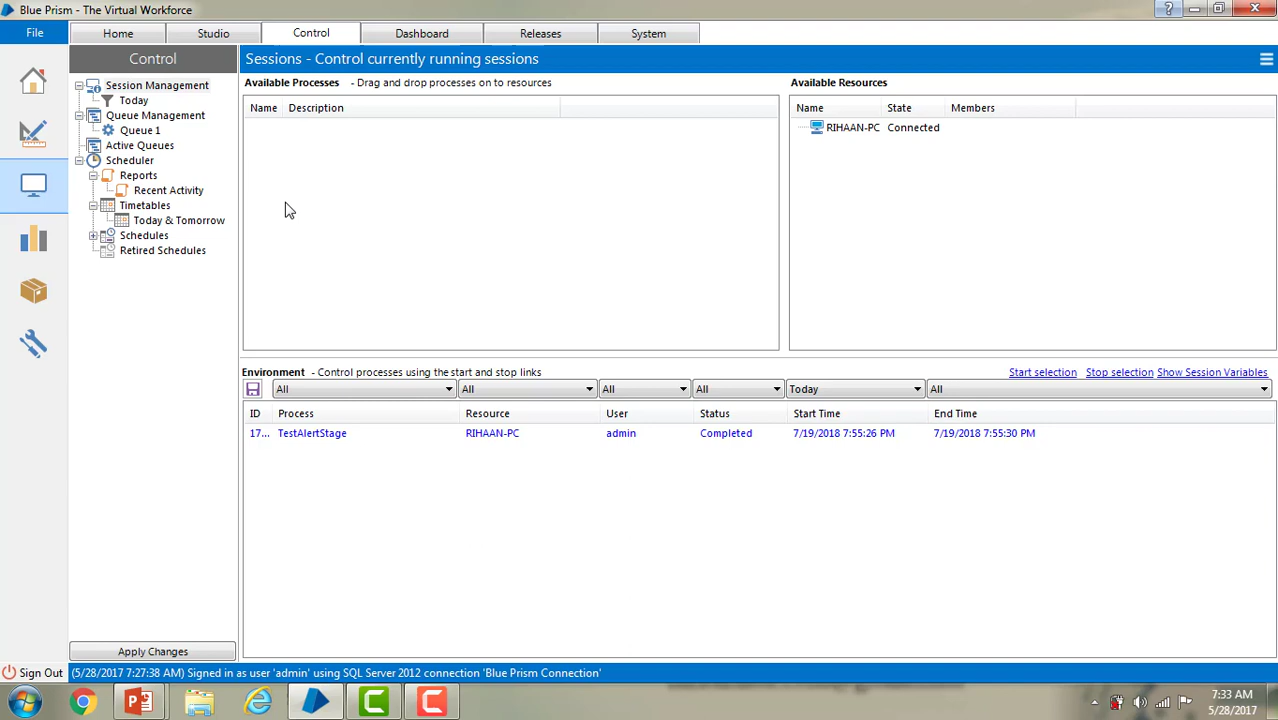 Blue Prism - The Virtual Workforce
File
Home
Studio
Control
Dashboard
Releases
System
Control
Sessions - Control currently running sessions
Session Management
Today
Queue Management
Queue 1
Active Queues
Scheduler
Reports
Recent Activity
Timetables
Today & Tomorrow
Schedules
Retired Schedules
Apply Changes
Available Processes - Drag and drop processes on to resources
Name Description
Available Resources
Name State Members
RIHAAN-PC Connected
Environment - Control processes using the start and stop links
Start selection Stop selection Show Session Variables
All All All All Today All
ID Process Resource User Status Start Time End Time
17... TestAlertStage RIHAAN-PC admin Completed 7/19/2018 7:55:26 PM 7/19/2018 7:55:30 PM
Sign Out
(5/28/2017 7:27:38 AM) Signed in as user 'admin' using SQL Server 2012 connection 'Blue Prism Connection'
7:33 AM
5/28/2017